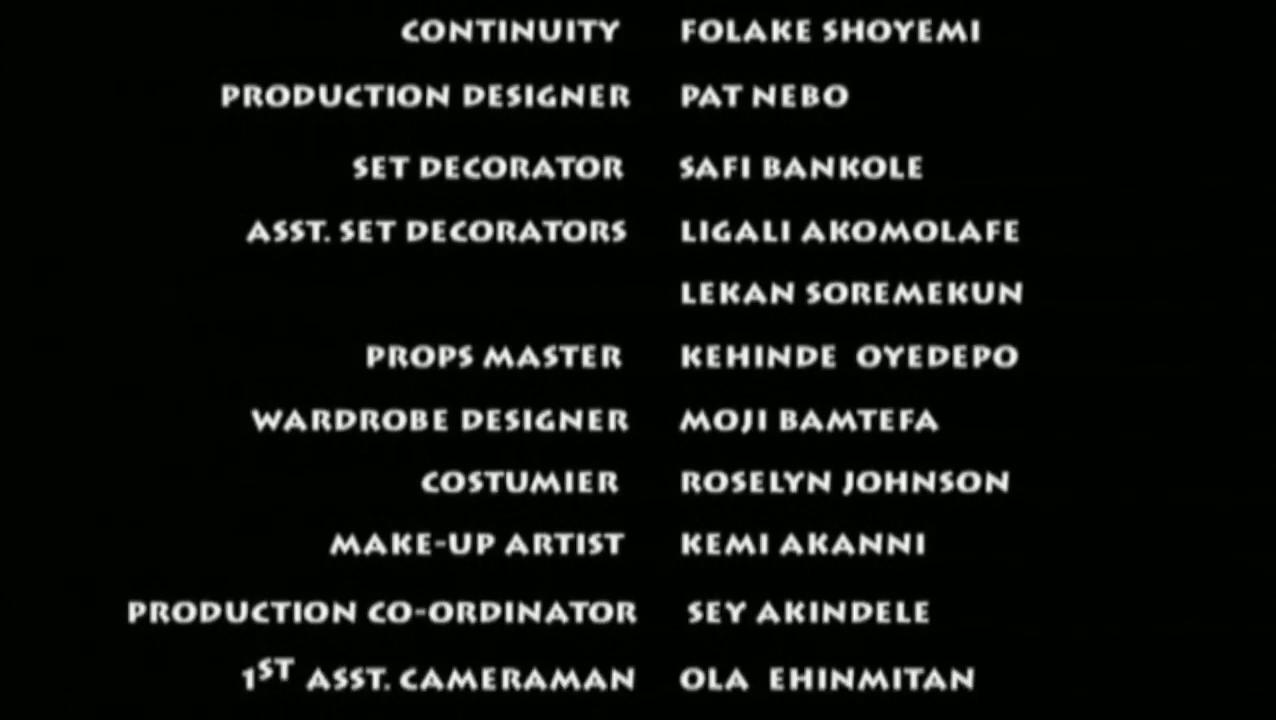 CONTINUITY FOLAKE SHOYEMI
PRODUCTION DESIGNER PAT NEBO
SET DECORATOR SAFI BANKOLE
ASST. SET DECORATORS LIGALI AKOMOLAFE
LEKAN SOREMEKUN
PROPS MASTER KEHINDE OYEDEPO
WARDROBE DESIGNER MOJI BAMTEFA
COSTUMIER ROSELYN JOHNSON
MAKE-UP ARTIST KEMI AKANNI
PRODUCTION CO-ORDINATOR SEY AKINDELE
1ST ASST. CAMERAMAN OLA EHINMITAN